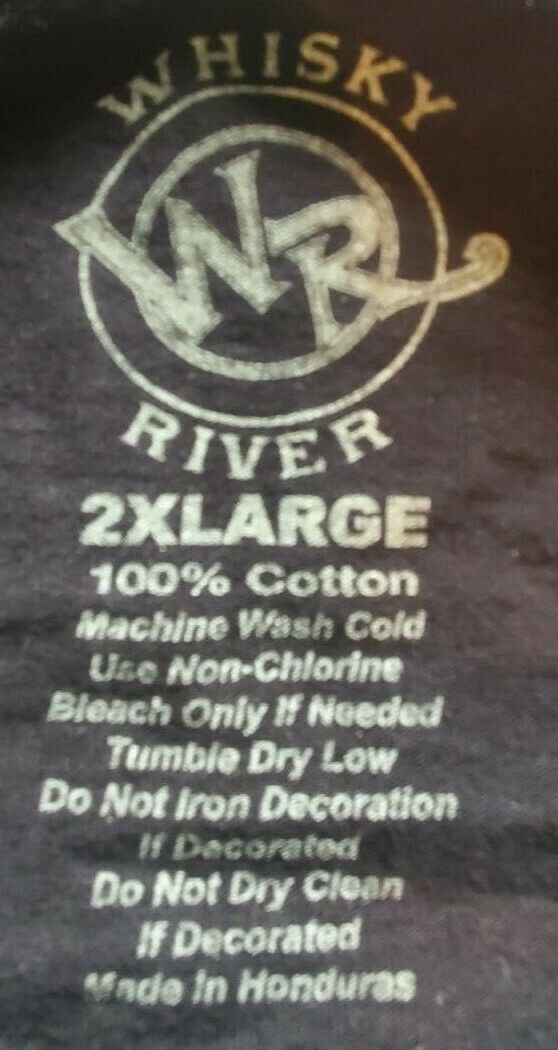 WHISKY
WR
RIVER
2XLARGE
100% Cotton
Machine Wash Cold
Use Non-Chlorine
Bleach Only If Needed
Tumble Dry Low
Do Not Iron Decoration
If Decorated
Do Not Dry Clean
If Decorated
Made In Honduras